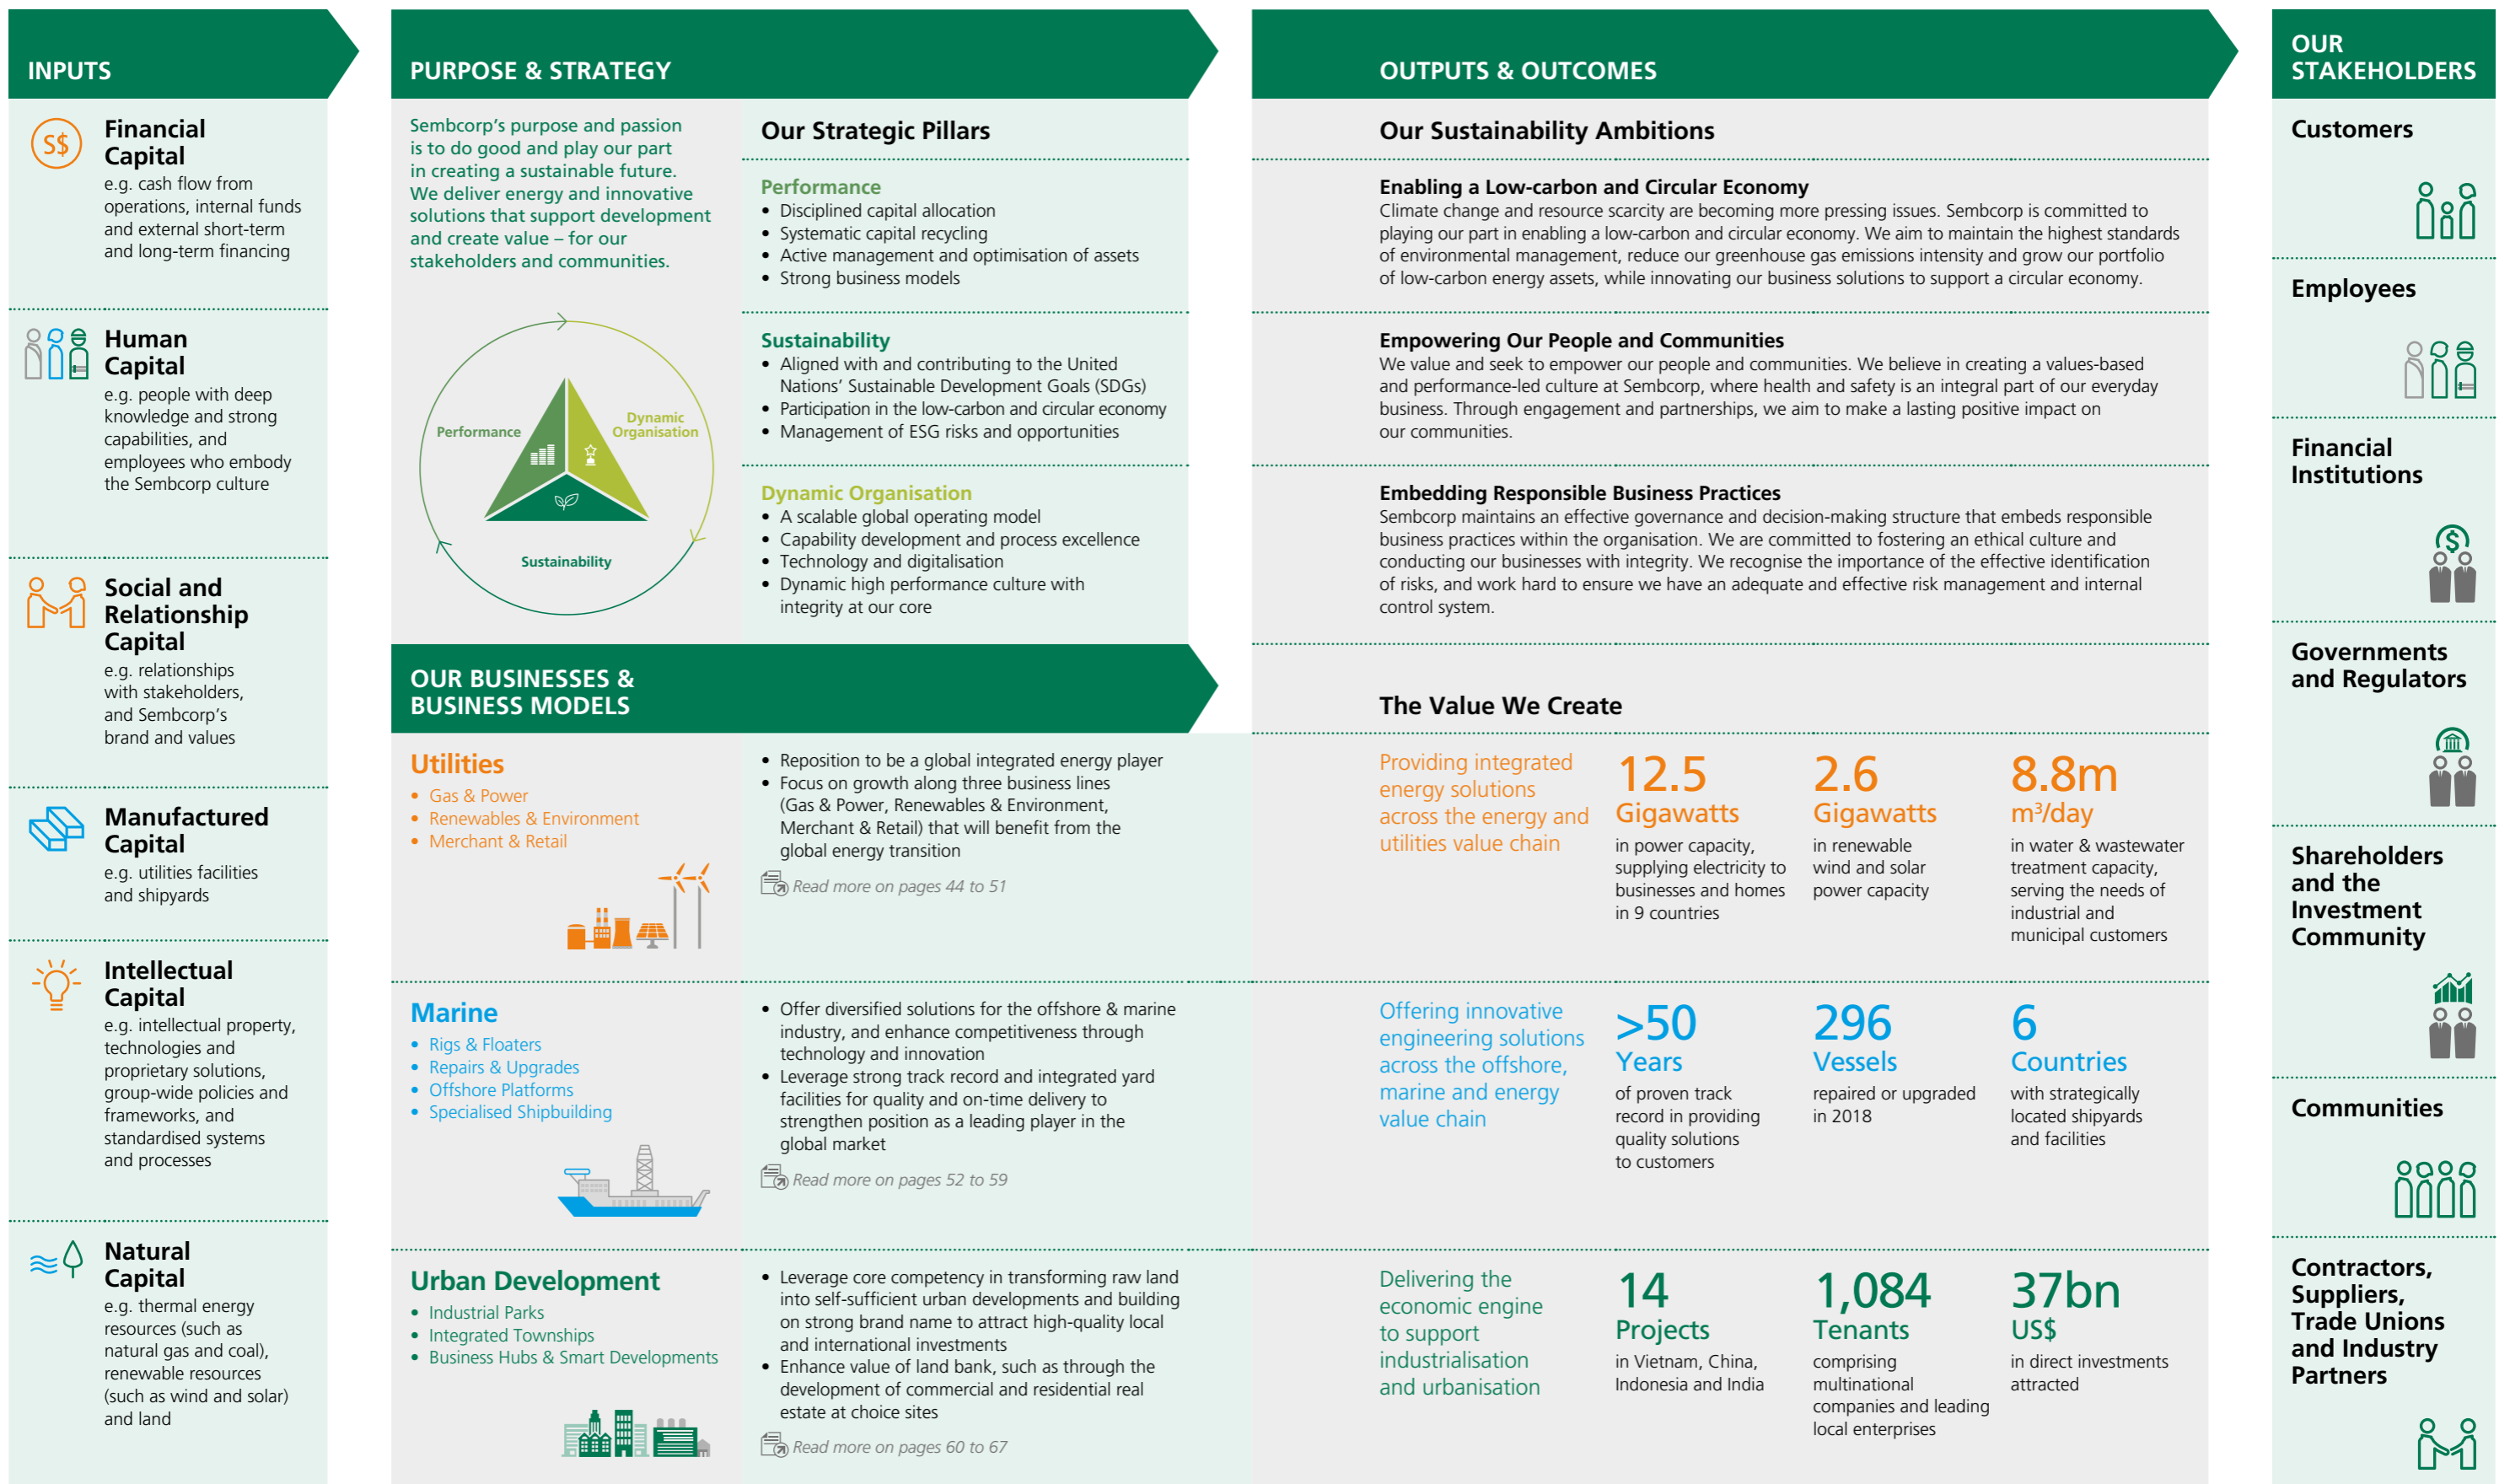 INPUTS
S$
Financial
Capital
e.g. cash flow from
operations, internal funds
and external short-term
and long-term financing
Human
Capital
e.g. people with deep
knowledge and strong
capabilities, and
employees who embody
the Sembcorp culture
Social and
Relationship
Capital
e.g. relationships
with stakeholders,
and Sembcorp’s
brand and values
Manufactured
Capital
e.g. utilities facilities
and shipyards
Intellectual
Capital
e.g. intellectual property,
technologies and
proprietary solutions,
group-wide policies and
frameworks, and
standardised systems
and processes
Natural
Capital
e.g. thermal energy
resources (such as
natural gas and coal),
renewable resources
(such as wind and solar)
and land
PURPOSE & STRATEGY
Sembcorp’s purpose and passion
is to do good and play our part
in creating a sustainable future.
We deliver energy and innovative
solutions that support development
and create value – for our
stakeholders and communities.
Performance
Dynamic
Organisation
Sustainability
Our Strategic Pillars
Performance
• Disciplined capital allocation
• Systematic capital recycling
• Active management and optimisation of assets
• Strong business models
Sustainability
• Aligned with and contributing to the United
Nations’ Sustainable Development Goals (SDGs)
• Participation in the low-carbon and circular economy
• Management of ESG risks and opportunities
Dynamic Organisation
• A scalable global operating model
• Capability development and process excellence
• Technology and digitalisation
• Dynamic high performance culture with
integrity at our core
OUR BUSINESSES &
BUSINESS MODELS
Utilities
• Gas & Power
• Renewables & Environment
• Merchant & Retail
• Reposition to be a global integrated energy player
• Focus on growth along three business lines
(Gas & Power, Renewables & Environment,
Merchant & Retail) that will benefit from the
global energy transition
Read more on pages 44 to 51
Marine
• Rigs & Floaters
• Repairs & Upgrades
• Offshore Platforms
• Specialised Shipbuilding
• Offer diversified solutions for the offshore & marine
industry, and enhance competitiveness through
technology and innovation
• Leverage strong track record and integrated yard
facilities for quality and on-time delivery to
strengthen position as a leading player in the
global market
Read more on pages 52 to 59
Urban Development
• Industrial Parks
• Integrated Townships
• Business Hubs & Smart Developments
• Leverage core competency in transforming raw land
into self-sufficient urban developments and building
on strong brand name to attract high-quality local
and international investments
• Enhance value of land bank, such as through the
development of commercial and residential real
estate at choice sites
Read more on pages 60 to 67
OUTPUTS & OUTCOMES
Our Sustainability Ambitions
Enabling a Low-carbon and Circular Economy
Climate change and resource scarcity are becoming more pressing issues. Sembcorp is committed to
playing our part in enabling a low-carbon and circular economy. We aim to maintain the highest standards
of environmental management, reduce our greenhouse gas emissions intensity and grow our portfolio
of low-carbon energy assets, while innovating our business solutions to support a circular economy.
Empowering Our People and Communities
We value and seek to empower our people and communities. We believe in creating a values-based
and performance-led culture at Sembcorp, where health and safety is an integral part of our everyday
business. Through engagement and partnerships, we aim to make a lasting positive impact on
our communities.
Embedding Responsible Business Practices
Sembcorp maintains an effective governance and decision-making structure that embeds responsible
business practices within the organisation. We are committed to fostering an ethical culture and
conducting our businesses with integrity. We recognise the importance of the effective identification
of risks, and work hard to ensure we have an adequate and effective risk management and internal
control system.
The Value We Create
Providing integrated
energy solutions
across the energy and
utilities value chain
12.5
Gigawatts
in power capacity,
supplying electricity to
businesses and homes
in 9 countries
2.6
Gigawatts
in renewable
wind and solar
power capacity
8.8m
m³/day
in water & wastewater
treatment capacity,
serving the needs of
industrial and
municipal customers
Offering innovative
engineering solutions
across the offshore,
marine and energy
value chain
>50
Years
of proven track
record in providing
quality solutions
to customers
296
Vessels
repaired or upgraded
in 2018
6
Countries
with strategically
located shipyards
and facilities
Delivering the
economic engine
to support
industrialisation
and urbanisation
14
Projects
in Vietnam, China,
Indonesia and India
1,084
Tenants
comprising
multinational
companies and leading
local enterprises
37bn
US$
in direct investments
attracted
OUR
STAKEHOLDERS
Customers
Employees
Financial
Institutions
$
Governments
and Regulators
Shareholders
and the
Investment
Community
Communities
Contractors,
Suppliers,
Trade Unions
and Industry
Partners